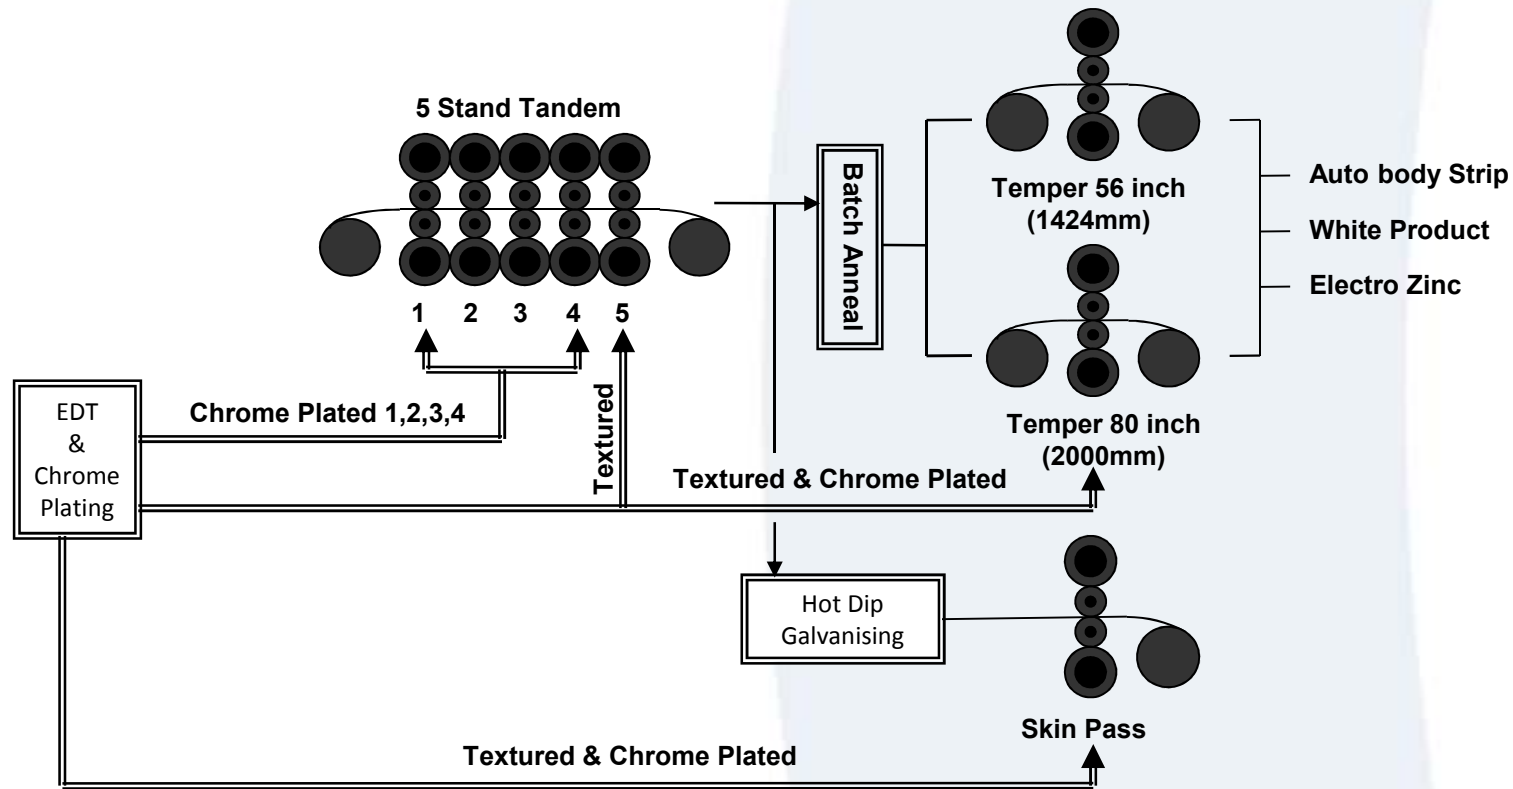 5 Stand Tandem
1 2 3 4 5
Batch Anneal
Temper 56 inch
(1424mm)
Auto body Strip
White Product
Electro Zinc
Temper 80 inch
(2000mm)
EDT
&
Chrome
Plating
Chrome Plated 1,2,3,4
Textured
Textured & Chrome Plated
Hot Dip
Galvanising
Skin Pass
Textured & Chrome Plated